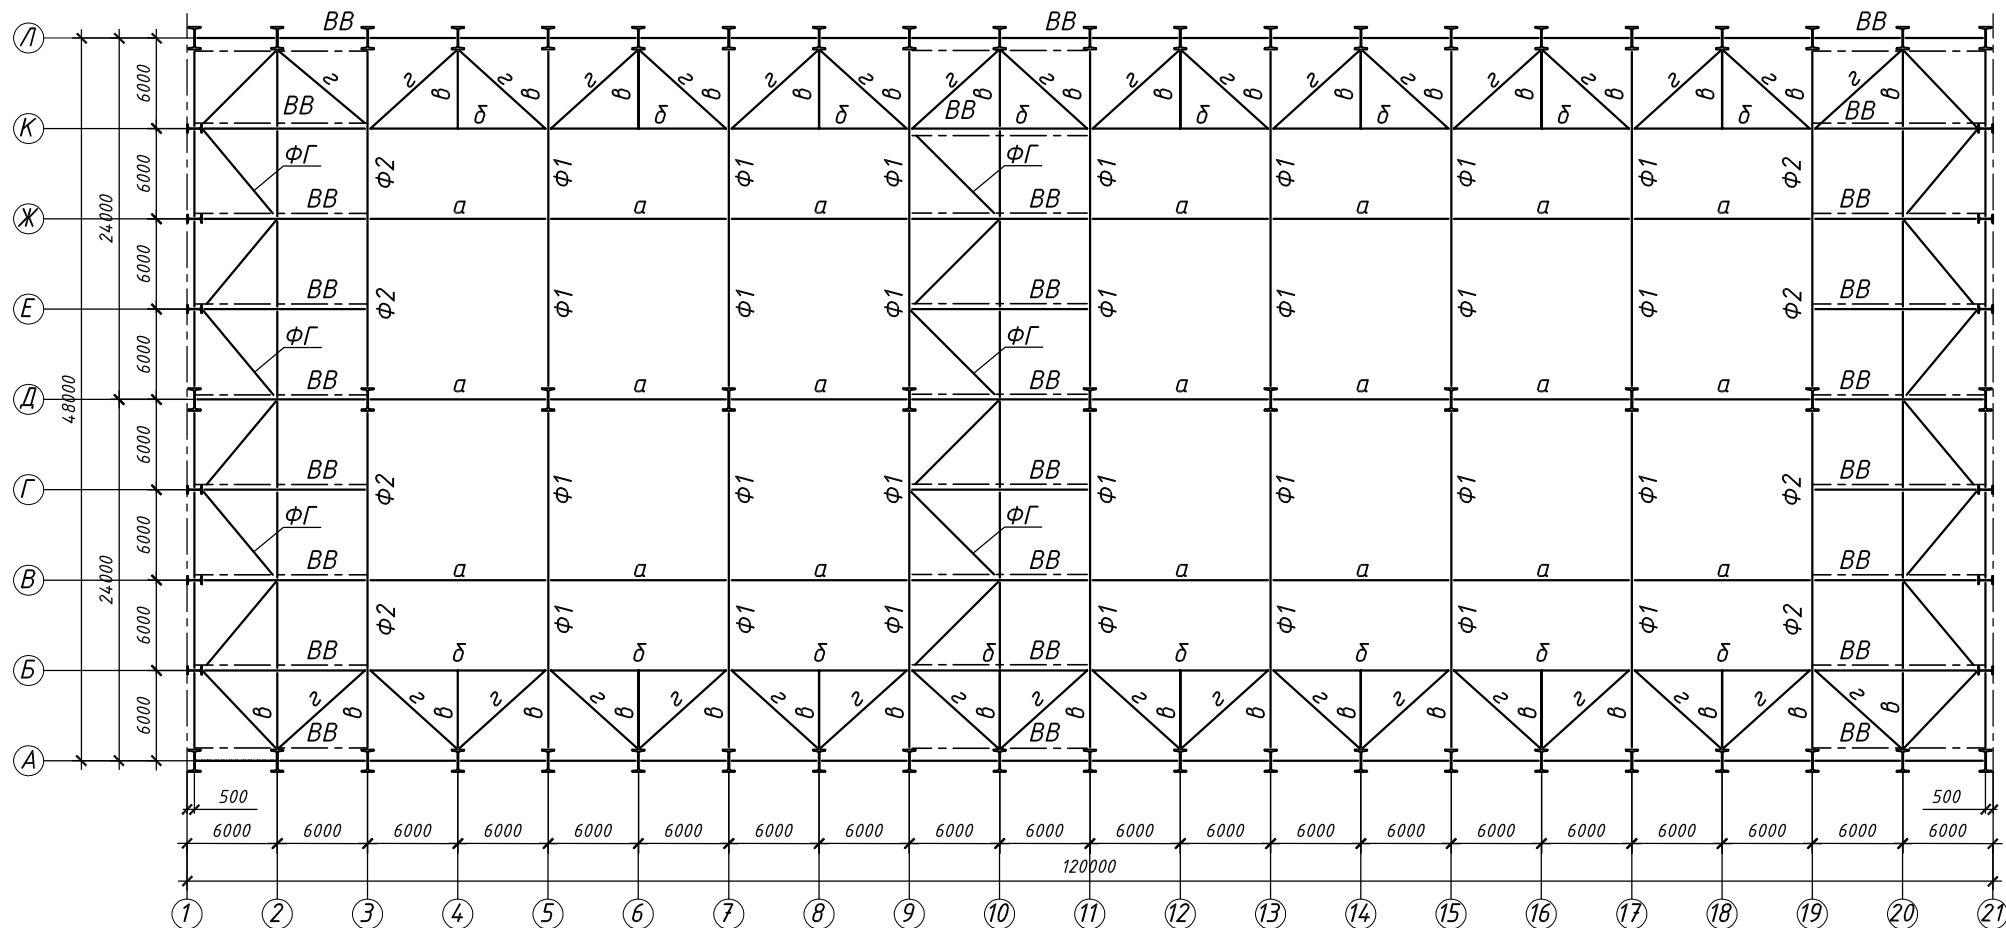 Л ВВ ВВ ВВ
6000 г г г г г г г г г г г г г г г г г г
в в в в в в в в в в в в в в в в в
ВВ δ δ δ ВВ δ δ δ δ δ ВВ
К
ФГ ФГ
6000 24000 Ф2 Ф1 Ф1 Ф1 Ф1 Ф1 Ф1 Ф1 Ф2
ВВ а а а ВВ а а а а ВВ
Ж
6000
ВВ Ф2 Ф1 Ф1 Ф1 ВВ Ф1 Ф1 Ф1 Ф1 Ф2 ВВ
Е
ФГ ФГ
6000 48000
ВВ а а а ВВ а а а а ВВ
Д
6000
ВВ Ф2 Ф1 Ф1 Ф1 ВВ Ф1 Ф1 Ф1 Ф1 Ф2 ВВ
Г
ФГ ФГ
6000 24000
ВВ а а а ВВ а а а а ВВ
В
6000 Ф2 Ф1 Ф1 Ф1 Ф1 Ф1 Ф1 Ф1 Ф2
ВВ δ δ δ δ ВВ δ δ δ δ ВВ
Б
6000 г г г г г г г г г г г г г г г г г г
в в в в в в в в в в в в в в в в в в
ВВ ВВ ВВ
А
500 500
6000 6000 6000 6000 6000 6000 6000 6000 6000 6000 6000 6000 6000 6000 6000 6000 6000 6000 6000 6000
120000
1 2 3 4 5 6 7 8 9 10 11 12 13 14 15 16 17 18 19 20 21